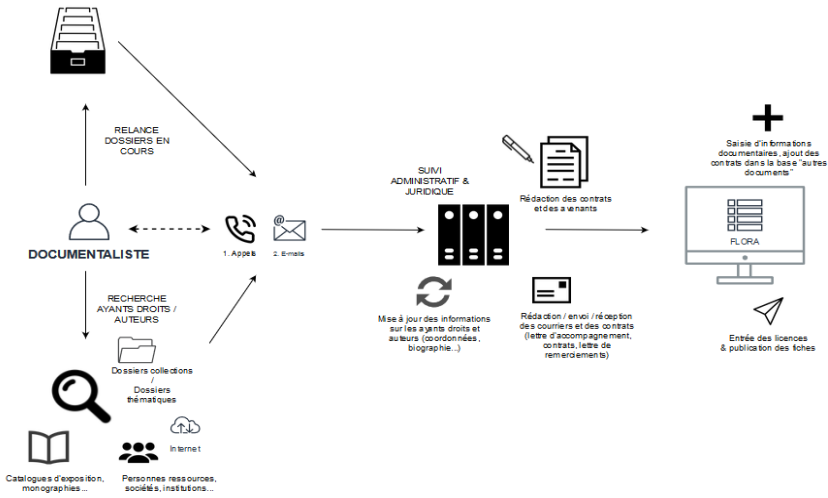 RELANCE
DOSSIERS EN
COURS
DOCUMENTALISTE
@
1. Appels
2. E-mails
RECHERCHE
AYANTS DROITS /
AUTEURS
Dossiers collections
/
Dossiers
thématiques
Internet
Catalogues d'exposition,
monographies...
Personnes ressources,
sociétés, institutions...
SUIVI
ADMINISTRATIF &
JURIDIQUE
Mise à jour des informations
sur les ayants droits et
auteurs (coordonnées,
biographie...)
Rédaction des contrats
et des avenants
Rédaction / envoi / réception
des courriers et des contrats
(lettre d'accompagnement,
contrats, lettre de
remerciements)
Saisie d'informations
documentaires, ajout des
contrats dans la base "autres
documents"
FLORA
Entrée des licences
& publication des fiches